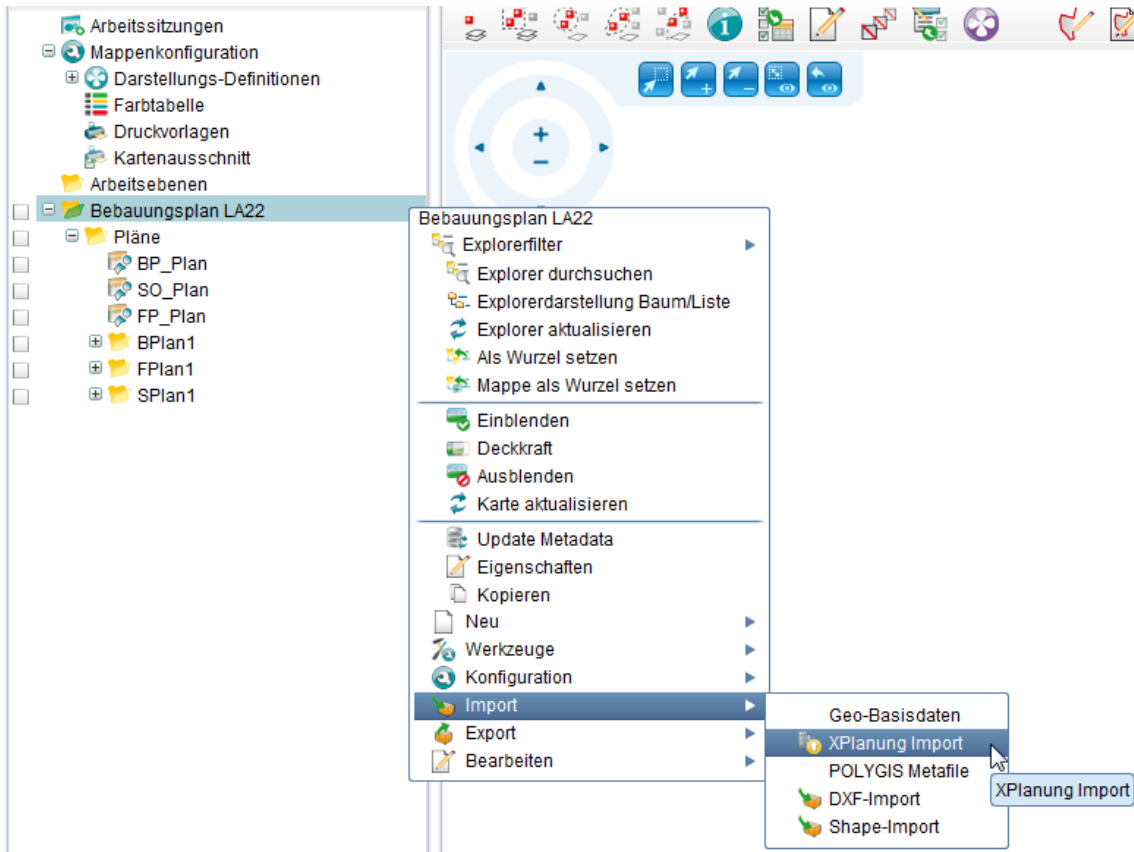 Arbeitssitzungen
Mappenkonfiguration
Darstellungs-Definitionen
Farbtabelle
Druckvorlagen
Kartenausschnitt
Arbeitsebenen
Bebauungsplan LA22
Pläne
BP_Plan
SO_Plan
FP_Plan
BPlan1
FPlan1
SPlan1
Bebauungsplan LA22
Explorerfilter
Explorer durchsuchen
Explorerdarstellung Baum/Liste
Explorer aktualisieren
Als Wurzel setzen
Mappe als Wurzel setzen
Einblenden
Deckkraft
Ausblenden
Karte aktualisieren
Update Metadata
Eigenschaften
Kopieren
Neu
Werkzeuge
Konfiguration
Import
Export
Bearbeiten
Geo-Basisdaten
XPlanung Import
POLYGIS Metafile
DXF-Import
Shape-Import
XPlanung Import